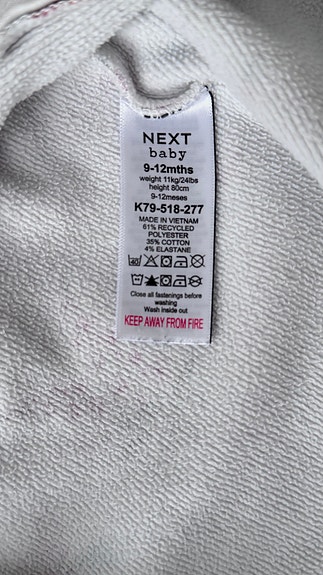 NEXT
baby
9-12mths
weight 11kg/24lbs
height 80cm
9-12meses
K79-518-277
MADE IN VIETNAM
61% RECYCLED
POLYESTER
35% COTTON
4% ELASTANE
40
Close all fastenings before
washing
Wash inside out
KEEP AWAY FROM FIRE